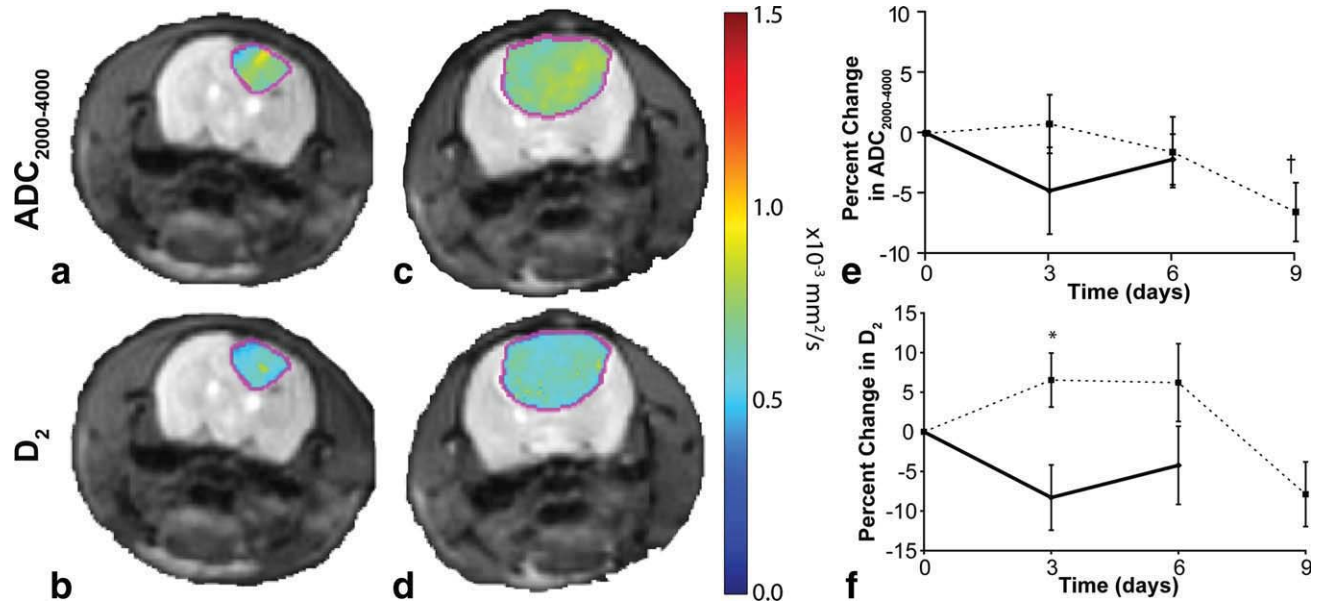 ADC2000-4000
a
c
D2
b
d
1.5
1.0
0.5
0.0
x10-3 mm2/s
Percent Change
in ADC2000-4000
10
5
0
-5
-10
†
0
3
6
9
Time (days)
e
Percent Change in D2
15
10
5
0
-5
-10
-15
*
0
3
6
9
Time (days)
f